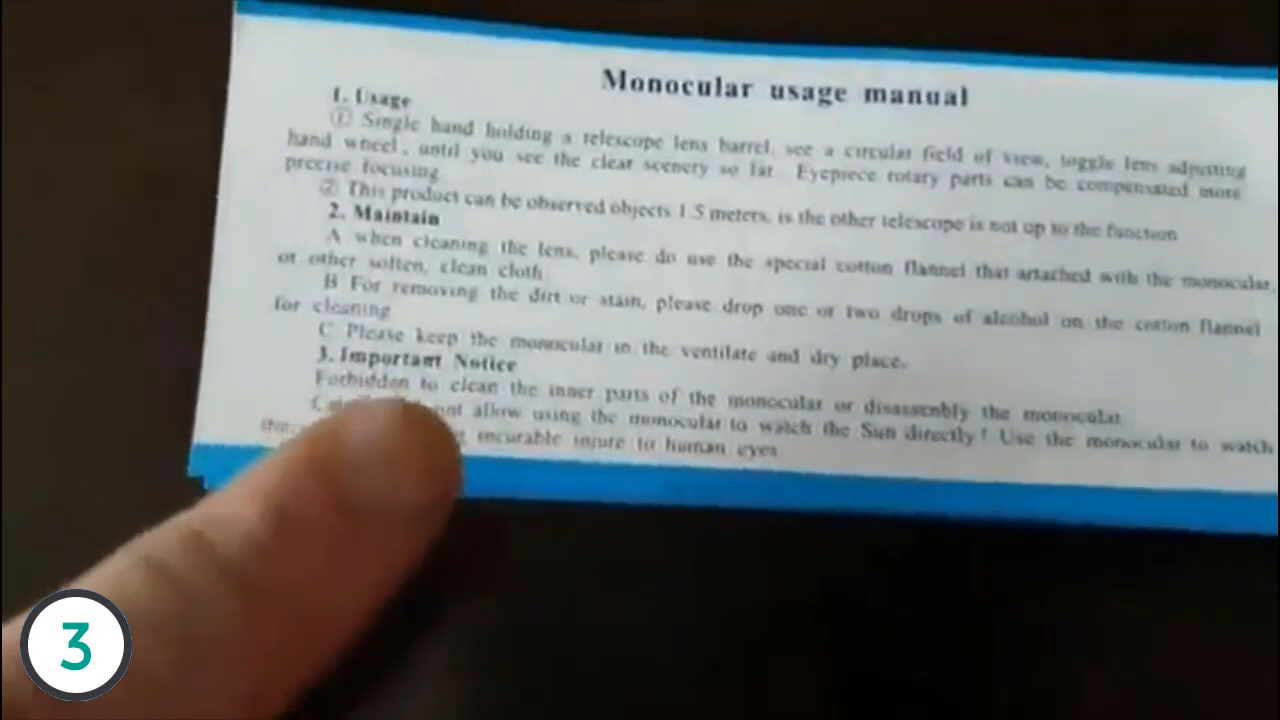 Monocular usage manual
1. Usage
① Single hand holding a telescope lens barrel, see a circular field of view, toggle lens adjusting
hand wheel, until you see the clear scenery so far Eyepiece rotary parts can be compensated more
precise focusing
② This product can be observed objects 1.5 meters, is the other telescope is not up to the function
2. Maintain
A when cleaning the lens, please do use the special cotton flannel that attached with the monocular,
or other soften, clean cloth
B For removing the dirt or stain, please drop one or two drops of alcohol on the cotton flannel
for cleaning
C Please keep the monocular in the ventilate and dry place.
3. Important Notice
Forbidden to clean the inner parts of the monocular or disassenbly the monocular
not allow using the monocular to watch the Sun directly! Use the monocular to watch
incurable injure to human eyes
3